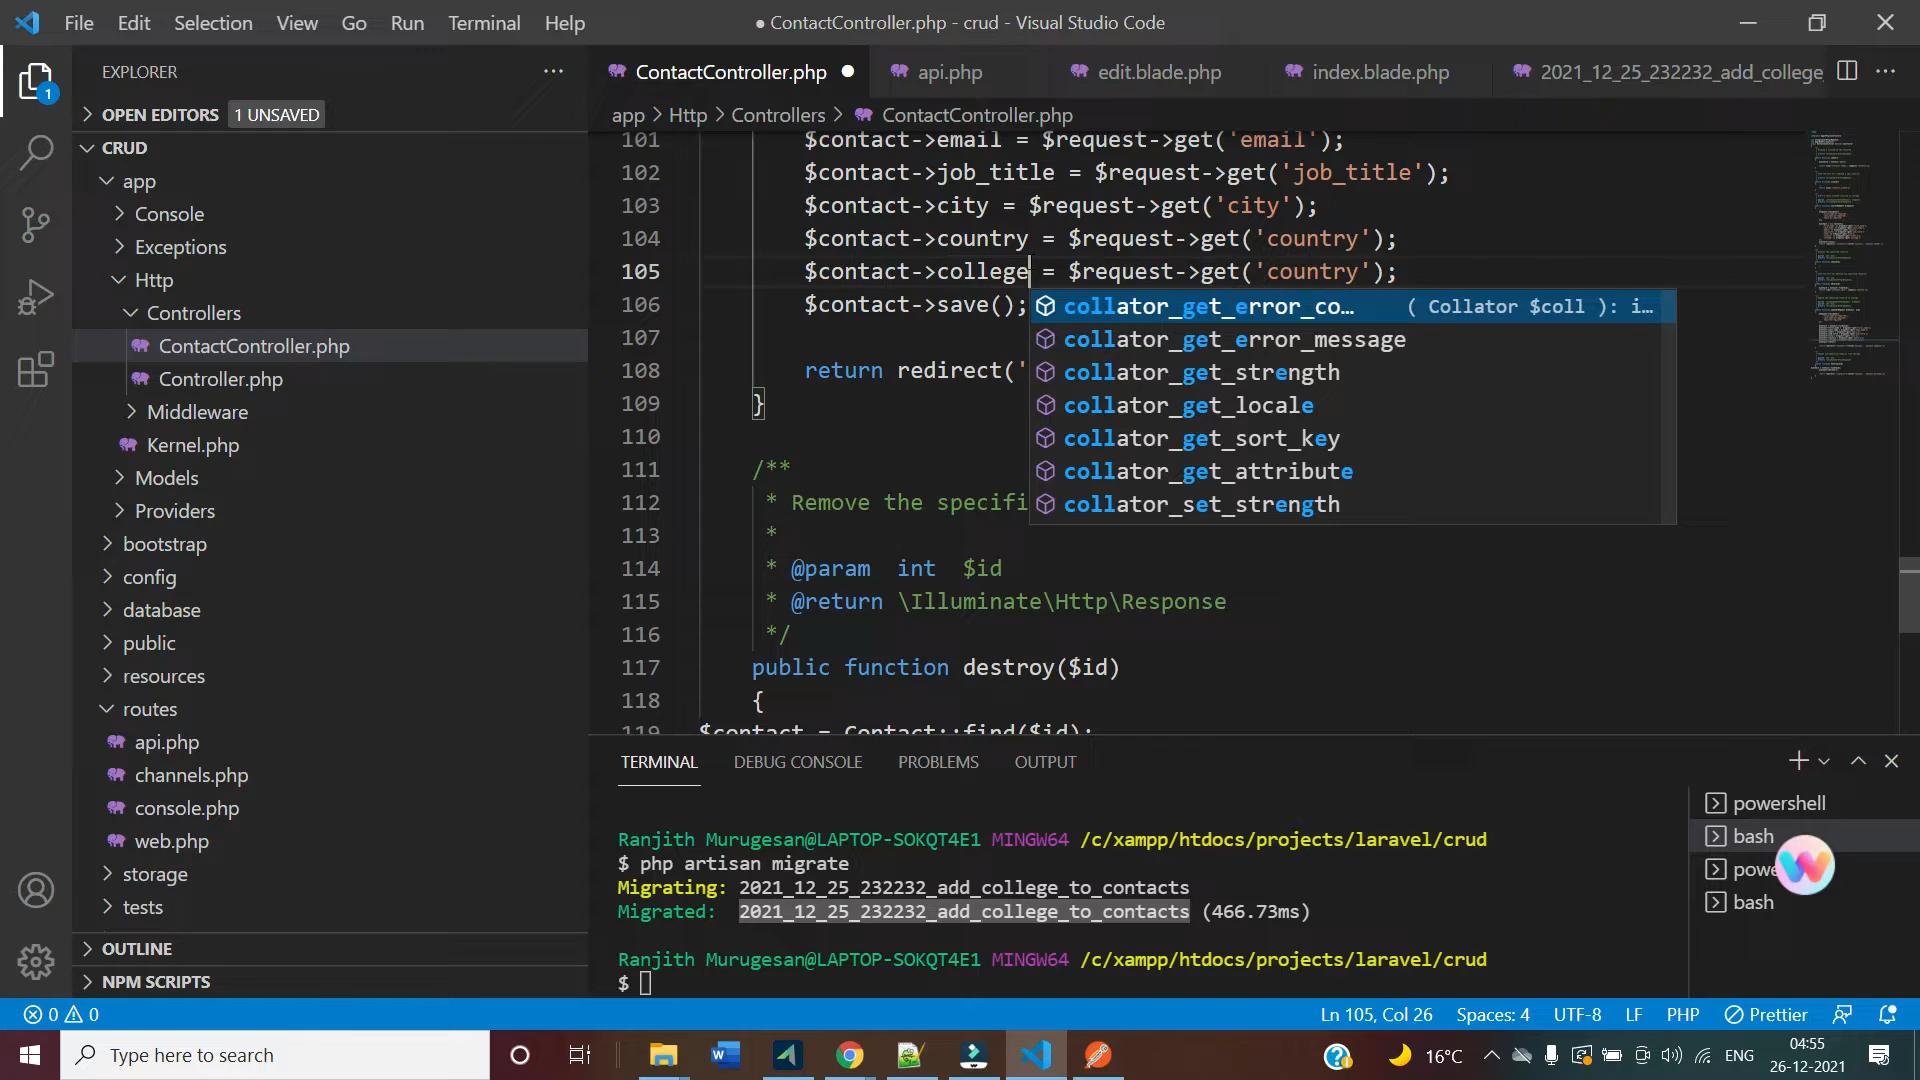 File Edit Selection View Go Run Terminal Help
● ContactController.php - crud - Visual Studio Code
EXPLORER
OPEN EDITORS 1 UNSAVED
CRUD
app
Console
Exceptions
Http
Controllers
ContactController.php
Controller.php
Middleware
Kernel.php
Models
Providers
bootstrap
config
database
public
resources
routes
api.php
channels.php
console.php
web.php
storage
tests
OUTLINE
NPM SCRIPTS
1
ContactController.php api.php edit.blade.php index.blade.php 2021_12_25_232232_add_college
app > Http > Controllers > ContactController.php
101 $contact->email = $request->get('email');
102 $contact->job_title = $request->get('job_title');
103 $contact->city = $request->get('city');
104 $contact->country = $request->get('country');
105 $contact->college = $request->get('country');
106 $contact->save();
107
108 return redirect('
109 }
110
111 /**
112 * Remove the specifi
113 *
114 * @param int $id
115 * @return \Illuminate\Http\Response
116 */
117 public function destroy($id)
118 {
119 $contact = Contact::find($id);
collator_get_error_co… ( Collator $coll ): i…
collator_get_error_message
collator_get_strength
collator_get_locale
collator_get_sort_key
collator_get_attribute
collator_set_strength
TERMINAL DEBUG CONSOLE PROBLEMS OUTPUT
Ranjith Murugesan@LAPTOP-SOKQT4E1 MINGW64 /c/xampp/htdocs/projects/laravel/crud
$ php artisan migrate
Migrating: 2021_12_25_232232_add_college_to_contacts
Migrated: 2021_12_25_232232_add_college_to_contacts (466.73ms)
Ranjith Murugesan@LAPTOP-SOKQT4E1 MINGW64 /c/xampp/htdocs/projects/laravel/crud
$
powershell
bash
powe
bash
0 0
Ln 105, Col 26 Spaces: 4 UTF-8 LF PHP Prettier
Type here to search
16°C ENG
04:55
26-12-2021